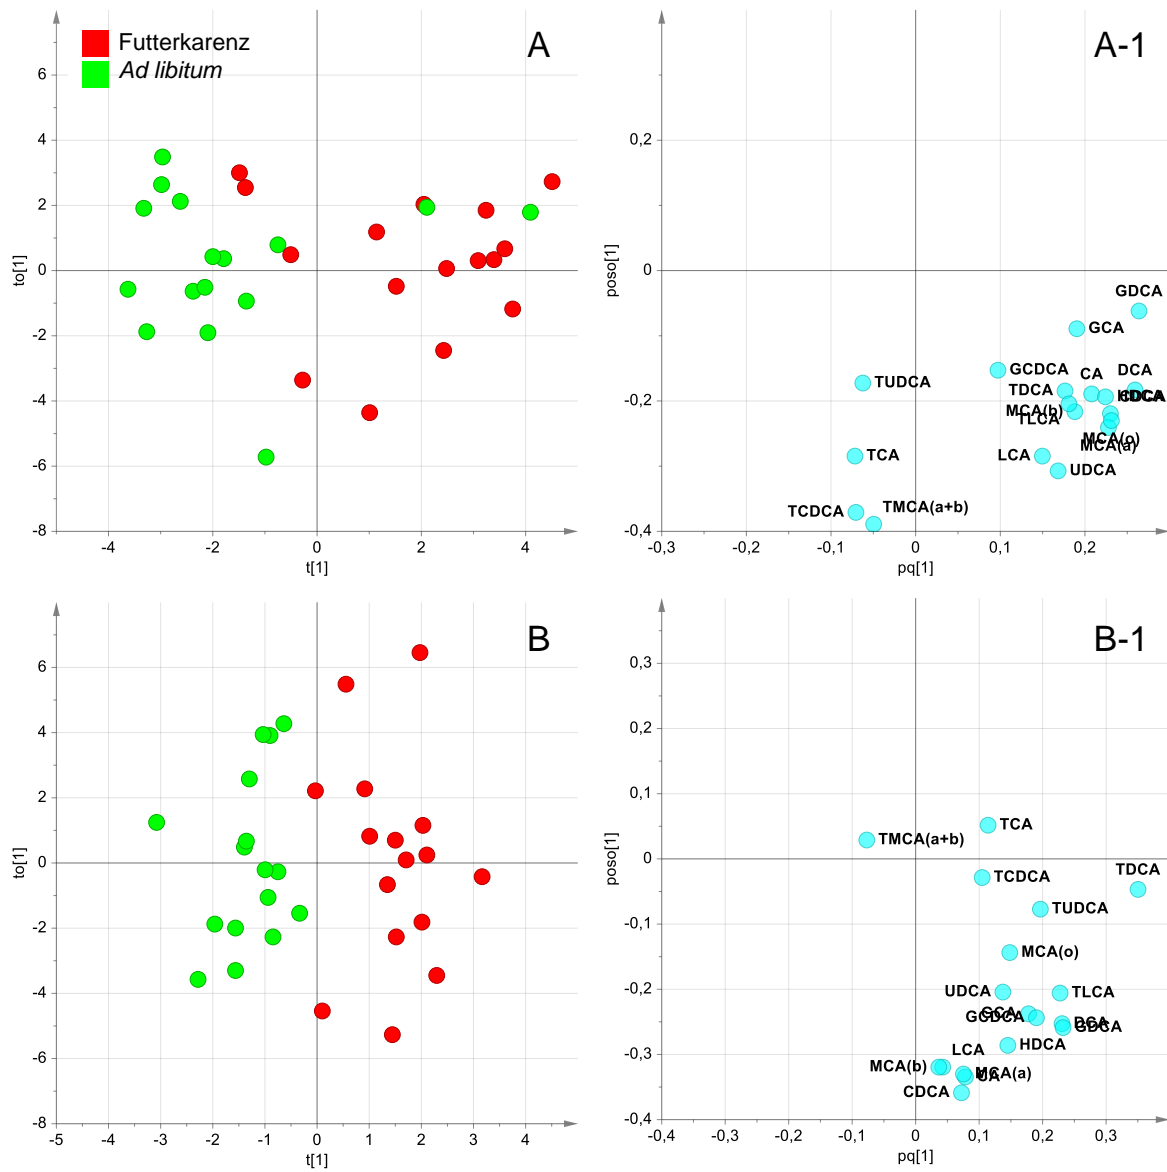 Futterkarenz
Ad libitum
A
6
4
2
0
-2
-4
-6
-8
to[1]
-4
-2
0
2
4
t[1]
A-1
0,2
0
-0,2
-0,4
poso[1]
GDCA
GCA
GCDCA
CA
DCA
TDCA
TUDCA
MCA(b)
TLCA
MCA(o)
MCA(a)
TCA
LCA
UDCA
TCDCA
TMCA(a+b)
-0,3
-0,2
-0,1
0
0,1
0,2
pq[1]
B
6
4
2
0
-2
-4
-6
-8
to[1]
-5
-4
-3
-2
-1
0
1
2
3
4
t[1]
B-1
0,3
0,2
0,1
0
-0,1
-0,2
-0,3
-0,4
poso[1]
TCA
TMCA(a+b)
TDCA
TCDCA
TUDCA
MCA(o)
UDCA
TLCA
GCA
GCDCA
DCA
GDCA
HDCA
LCA
MCA(b)
MCA(a)
CA
CDCA
-0,4
-0,3
-0,2
-0,1
0
0,1
0,2
0,3
pq[1]